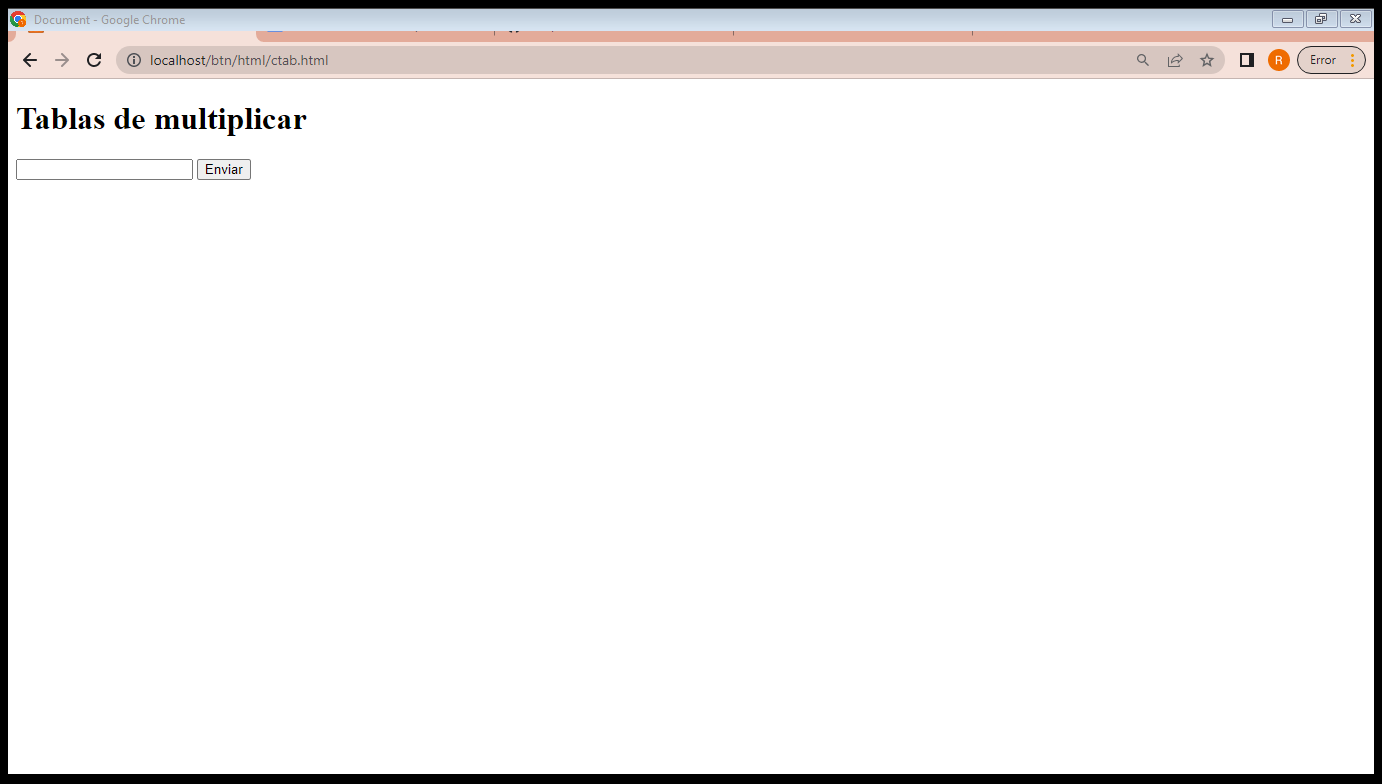 Document - Google Chrome
localhost/btn/html/ctab.html
R
Error
Tablas de multiplicar
Enviar